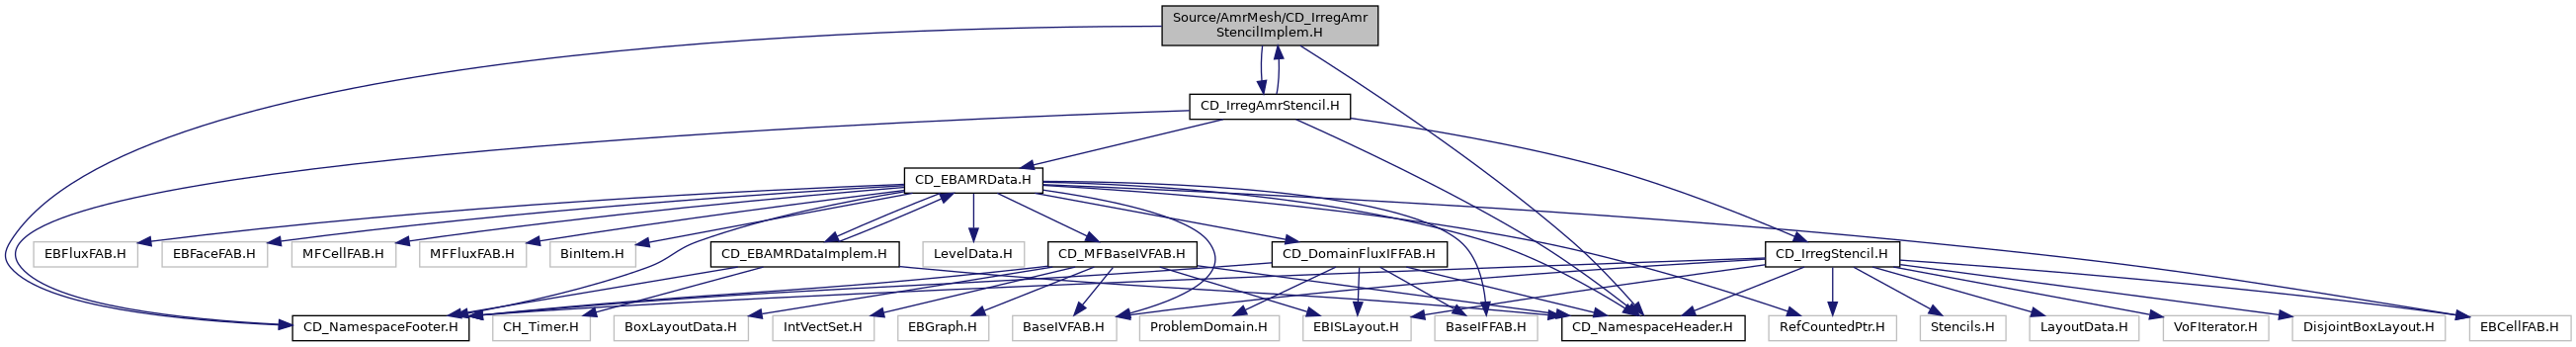 Source/AmrMesh/CD_IrregAmr
StencilImplem.H
CD_IrregAmrStencil.H
CD_EBAMRData.H
EBFluxFAB.H
EBFaceFAB.H
MFCellFAB.H
MFFluxFAB.H
BinItem.H
CD_EBAMRDataImplem.H
LevelData.H
CD_MFBaseIVFAB.H
CD_DomainFluxIFFAB.H
CD_IrregStencil.H
CD_NamespaceFooter.H
CH_Timer.H
BoxLayoutData.H
IntVectSet.H
EBGraph.H
BaseIVFAB.H
ProblemDomain.H
EBISLayout.H
BaseIFFAB.H
CD_NamespaceHeader.H
RefCountedPtr.H
Stencils.H
LayoutData.H
VoFIterator.H
DisjointBoxLayout.H
EBCellFAB.H